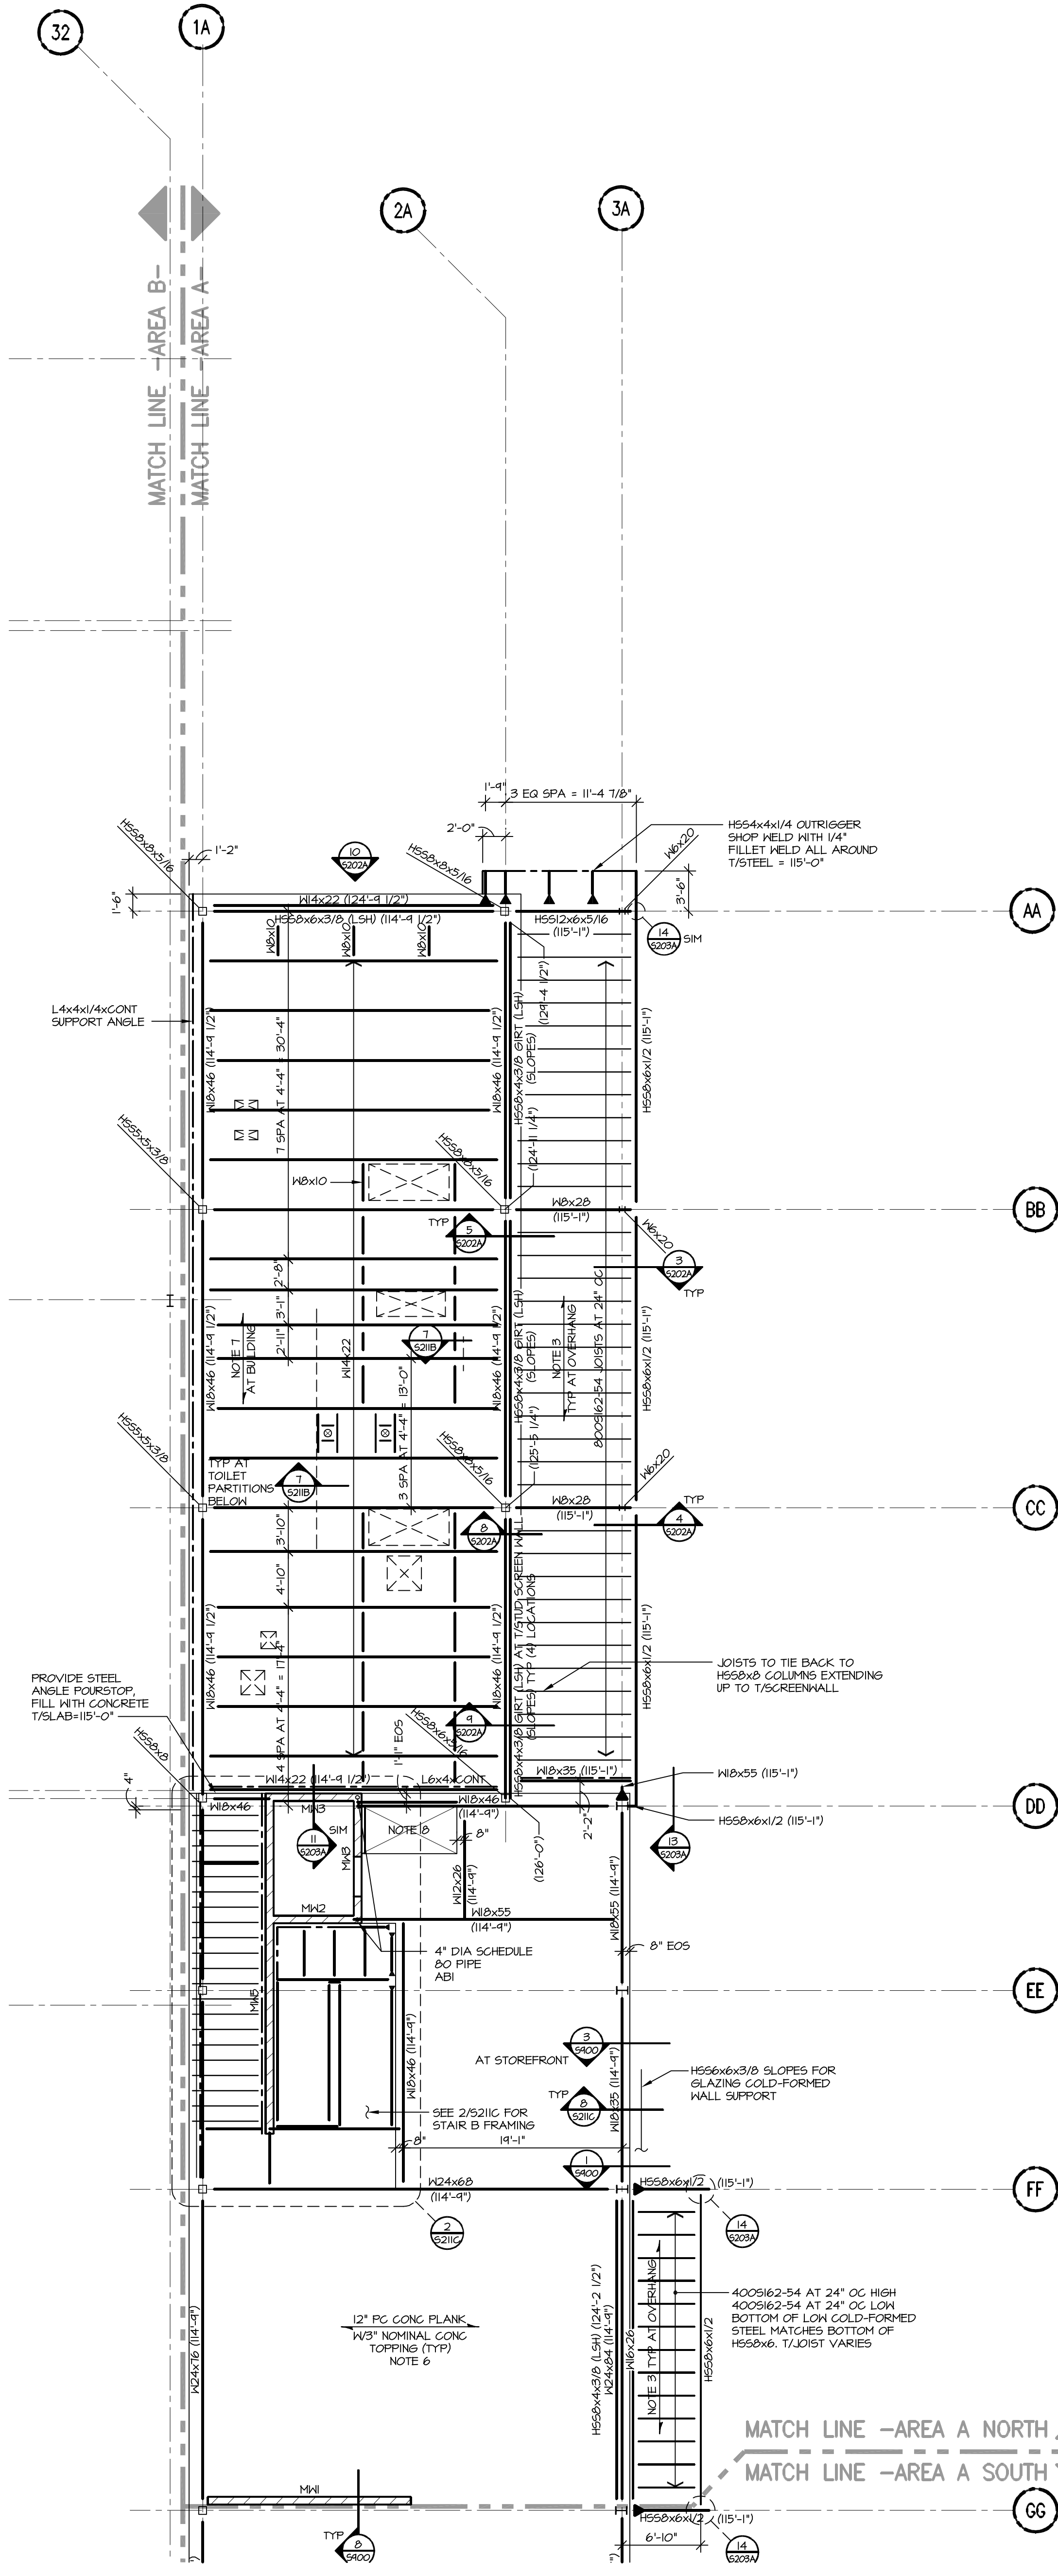 32
1A
2A
3A
MATCH LINE -AREA B-
MATCH LINE -AREA A-
1'-9"
3 EQ SPA = 11'-4 7/8"
2'-0"
HSS4x4x1/4 OUTRIGGER
SHOP WELD WITH 1/4"
FILLET WELD ALL AROUND
T/STEEL = 115'-0"
HSS8x8x5/16
1'-2"
10
S202A
HSS8x8x5/16
W6x20
3'-6"
1'-6"
W14x22 (124'-9 1/2")
HSS8x6x3/8 (LSH) (114'-9 1/2")
HSS12x6x5/16
(115'-1")
AA
14
S203A
SIM
W8x10
W8x10
W8x10
L4x4x1/4xCONT
SUPPORT ANGLE
W18x46 (114'-9 1/2")
7 SPA AT 4'-4" = 30'-4"
W18x46 (114'-9 1/2")
HSS8x4x3/8 GIRT (LSH)
(SLOPES)
(129'-4 1/2")
HSS8x6x1/2 (115'-1")
HSS5x5x3/8
HSS8x8x5/16
(124'-11 1/4")
W8x10
W8x28
(115'-1")
BB
TYP
5
S202A
W6x20
3
S202A
TYP
2'-8"
3'-1"
2'-11"
W18x46 (114'-9 1/2")
NOTE 7
AT BUILDING
W14x22
7
S211B
3 SPA AT 4'-4" = 13'-0"
W18x46 (114'-9 1/2")
HSS8x4x3/8 GIRT (LSH)
(SLOPES)
NOTE 3
TYP AT OVERHANG
800S162-54 JOISTS AT 24" OC
HSS8x6x1/2 (115'-1")
HSS5x5x3/8
TYP AT
TOILET
PARTITIONS
BELOW
7
S211B
HSS8x8x5/16
(125'-5 1/4")
W6x20
W8x28
(115'-1")
CC
TYP
4
S202A
8
S202A
3'-10"
4'-10"
4 SPA AT 4'-4" = 17'-4"
W18x46 (114'-9 1/2")
W18x46 (114'-9 1/2")
HSS8x4x3/8 GIRT (LSH) AT T/STUD SCREEN WALL
(SLOPES) TYP (4) LOCATIONS
HSS8x6x1/2 (115'-1")
JOISTS TO TIE BACK TO
HSS8x8 COLUMNS EXTENDING
UP TO T/SCREENWALL
PROVIDE STEEL
ANGLE POURSTOP,
FILL WITH CONCRETE
T/SLAB=115'-0"
HSS8x8
4"
1'-1" EOS
HSS8x6x5/16
9
S202A
W14x22 (114'-9 1/2")
L6x4xCONT
W18x35 (115'-1")
W18x55 (115'-1")
W18x46
MW3
W18x46
(114'-9")
DD
HSS8x6x1/2 (115'-1")
11
S203A
SIM
MW3
NOTE 8
8"
W12x26
(114'-9")
(126'-0")
2'-2"
13
S203A
MW2
W18x55
(114'-9")
W18x55 (114'-9")
8" EOS
4" DIA SCHEDULE
80 PIPE
ABI
EE
MW5
W18x46 (114'-9")
AT STOREFRONT
3
S900
HSS6x6x3/8 SLOPES FOR
GLAZING COLD-FORMED
WALL SUPPORT
TYP
8
S211C
W18x35 (114'-9")
SEE 2/S211C FOR
STAIR B FRAMING
8"
19'-1"
1
S900
W24x68
(114'-9")
HSS8x6x1/2 (115'-1")
FF
2
S211C
14
S203A
W24x76 (114'-9")
12" PC CONC PLANK
W/3" NOMINAL CONC
TOPPING (TYP)
NOTE 6
HSS8x4x3/8 (LSH) (124'-2 1/2")
W24x84 (114'-9")
W16x26
NOTE 3 TYP AT OVERHANG
HSS8x6x1/2
400S162-54 AT 24" OC HIGH
400S162-54 AT 24" OC LOW
BOTTOM OF LOW COLD-FORMED
STEEL MATCHES BOTTOM OF
HSS8x6. T/JOIST VARIES
MATCH LINE -AREA A NORTH
MATCH LINE -AREA A SOUTH
MW1
HSS8x6x1/2 (115'-1")
GG
TYP
8
S900
6'-10"
14
S203A